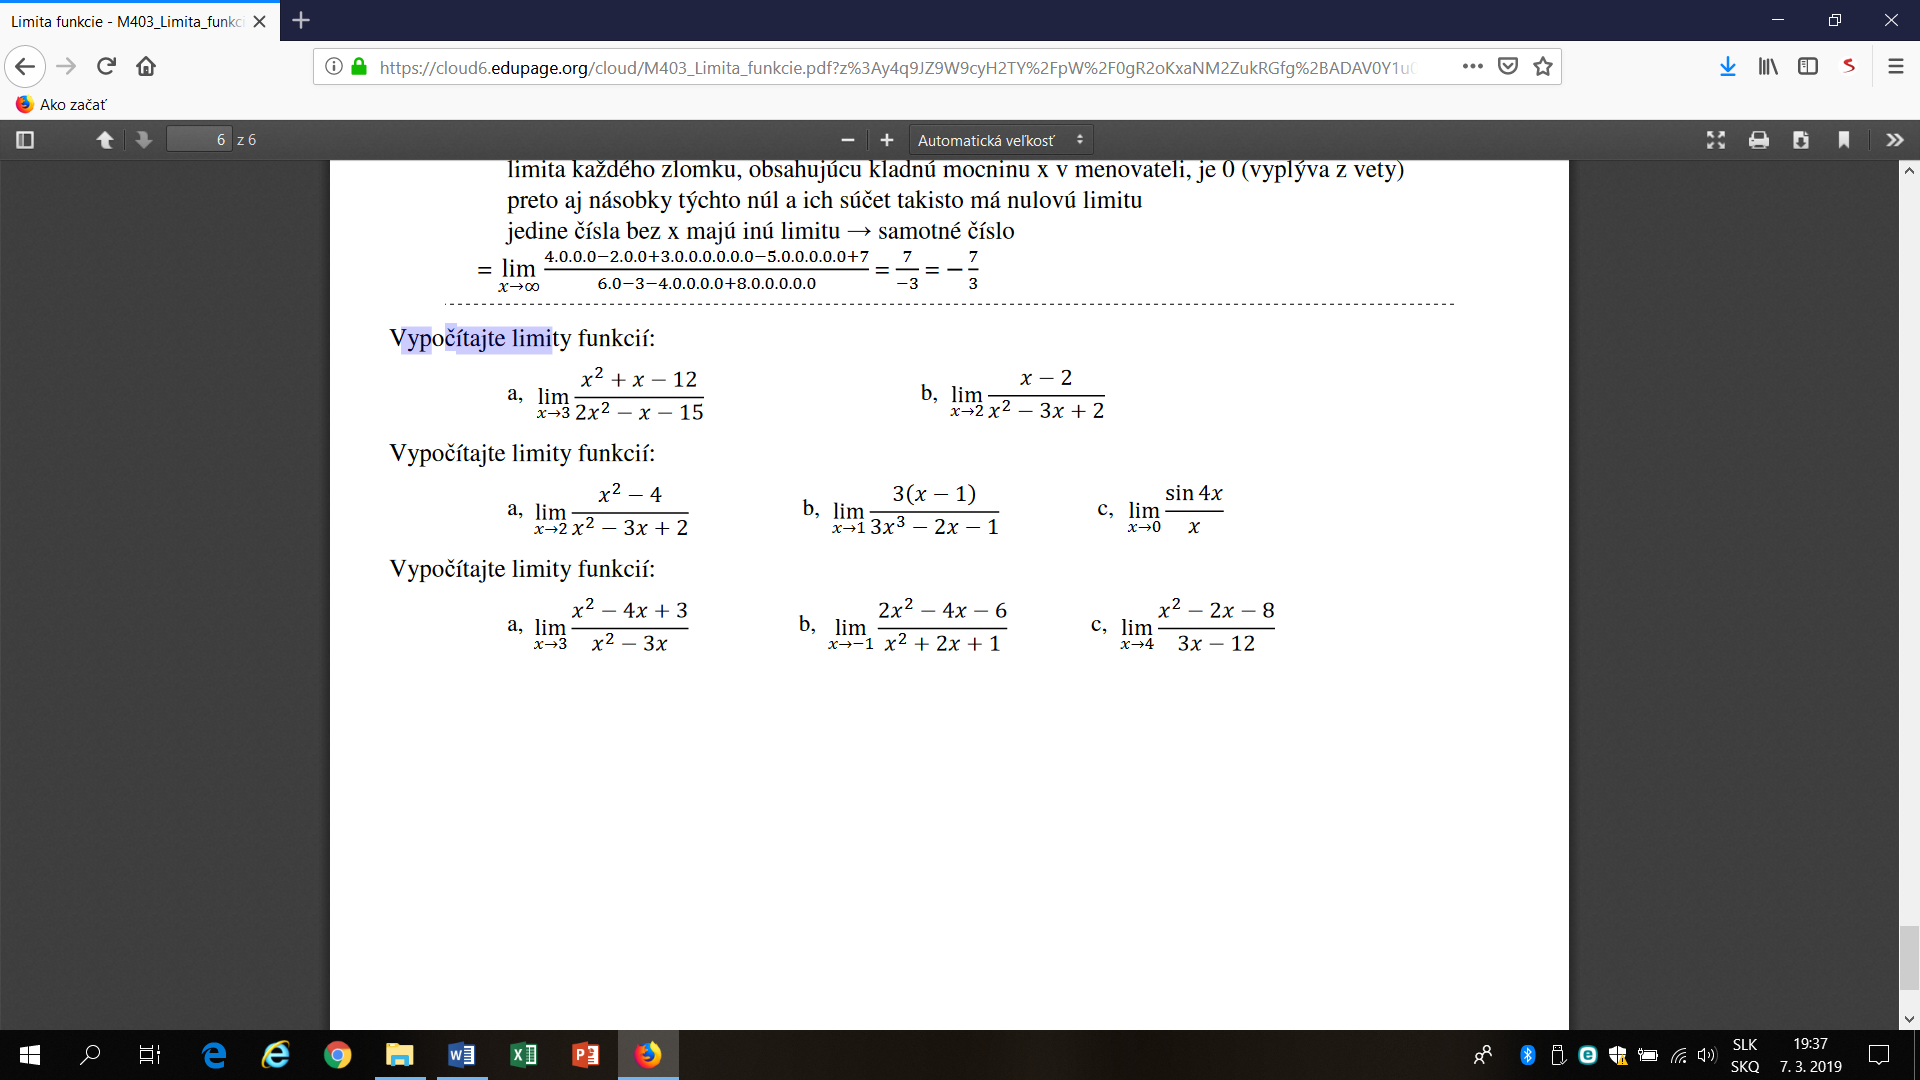 Limita funkcie - M403_Limita_funkc
https://cloud6.edupage.org/cloud/M403_Limita_funkcie.pdf?z%3Ay4q9JZ9W9cyH2TY%2FpW%2F0gR2oKxaNM2ZukRGfg%2BADAV0Y1u
Ako začať
6 z 6
Automatická veľkosť
limita každého zlomku, obsahujúcu kladnú mocninu x v menovateli, je 0 (vyplýva z vety)
preto aj násobky týchto núl a ich súčet takisto má nulovú limitu
jedine čísla bez x majú inú limitu → samotné číslo
= lim x→∞ (4.0.0.0−2.0.0+3.0.0.0.0.0.0−5.0.0.0.0.0+7)/(6.0−3−4.0.0.0.0+8.0.0.0.0.0) = 7/−3 = − 7/3
Vypočítajte limity funkcií:
a, lim x→3 (x² + x − 12)/(2x² − x − 15) b, lim x→2 (x − 2)/(x² − 3x + 2)
Vypočítajte limity funkcií:
a, lim x→2 (x² − 4)/(x² − 3x + 2) b, lim x→1 3(x − 1)/(3x³ − 2x − 1) c, lim x→0 sin 4x/x
Vypočítajte limity funkcií:
a, lim x→3 (x² − 4x + 3)/(x² − 3x) b, lim x→−1 (2x² − 4x − 6)/(x² + 2x + 1) c, lim x→4 (x² − 2x − 8)/(3x − 12)
SLK
SKQ
19:37
7. 3. 2019